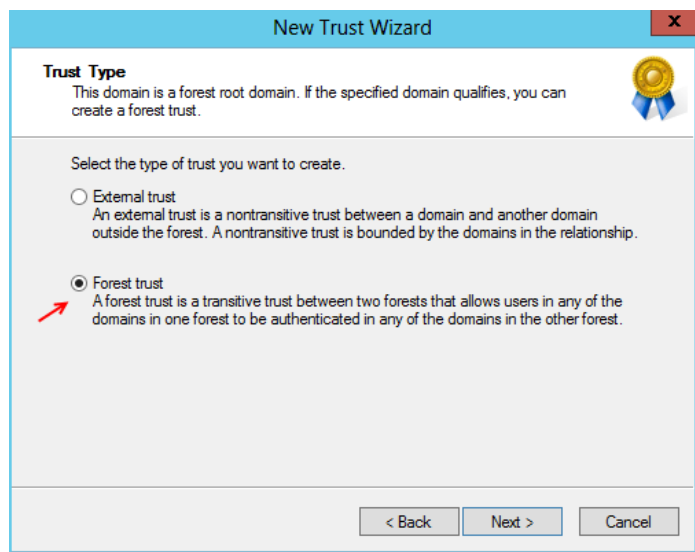 New Trust Wizard
x
Trust Type
This domain is a forest root domain. If the specified domain qualifies, you can
create a forest trust.
Select the type of trust you want to create.
External trust
An external trust is a nontransitive trust between a domain and another domain
outside the forest. A nontransitive trust is bounded by the domains in the relationship.
Forest trust
A forest trust is a transitive trust between two forests that allows users in any of the
domains in one forest to be authenticated in any of the domains in the other forest.
< Back Next > Cancel